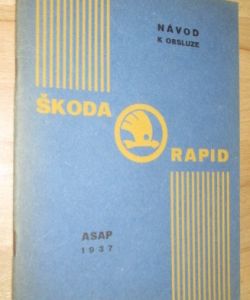 NÁVOD
K OBSLUZE
ŠKODA
RAPID
ASAP
1937